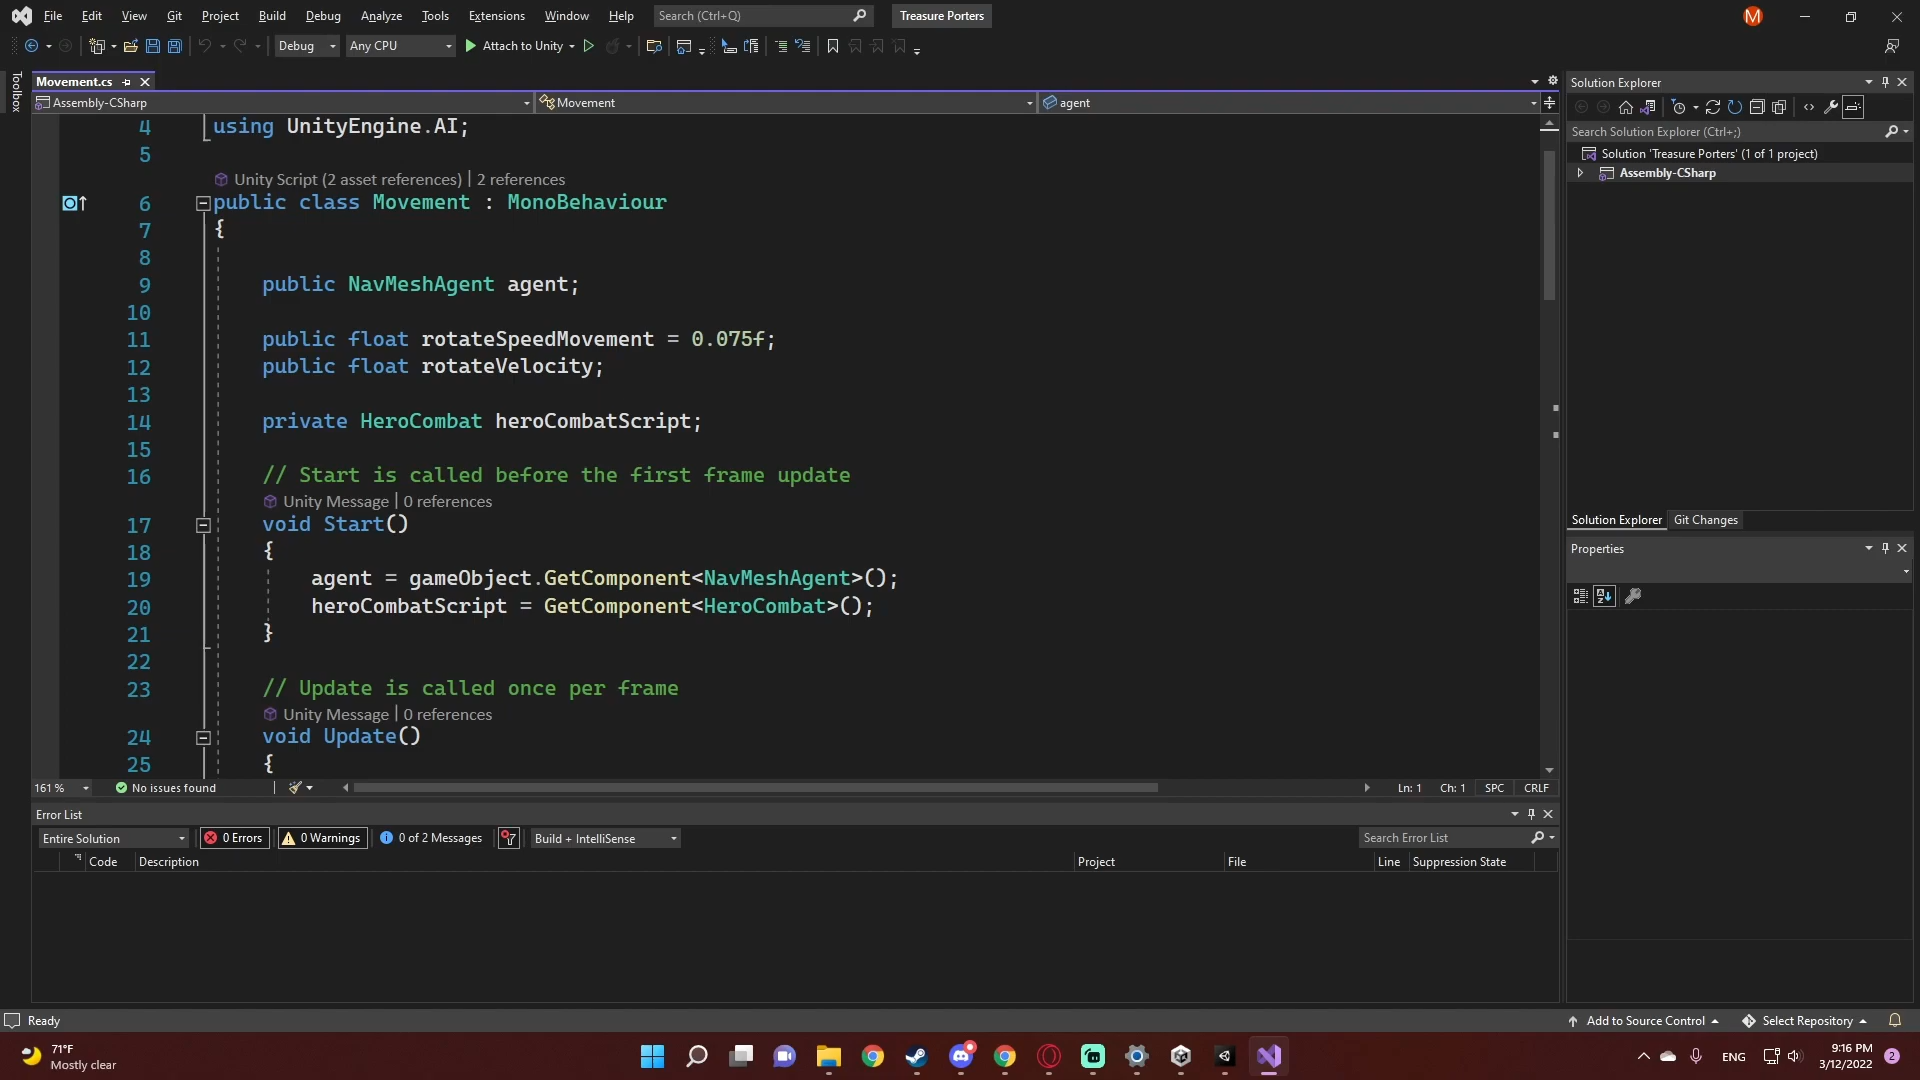 File Edit View Git Project Build Debug Analyze Tools Extensions Window Help Search (Ctrl+Q) Treasure Porters M
Debug Any CPU Attach to Unity
Toolbox
Movement.cs
Assembly-CSharp Movement agent
4 using UnityEngine.AI;
5
Unity Script (2 asset references) | 2 references
6 public class Movement : MonoBehaviour
7 {
8
9 public NavMeshAgent agent;
10
11 public float rotateSpeedMovement = 0.075f;
12 public float rotateVelocity;
13
14 private HeroCombat heroCombatScript;
15
16 // Start is called before the first frame update
Unity Message | 0 references
17 void Start()
18 {
19 agent = gameObject.GetComponent<NavMeshAgent>();
20 heroCombatScript = GetComponent<HeroCombat>();
21 }
22
23 // Update is called once per frame
Unity Message | 0 references
24 void Update()
25 {
161 % No issues found Ln: 1 Ch: 1 SPC CRLF
Error List
Entire Solution 0 Errors 0 Warnings 0 of 2 Messages Build + IntelliSense Search Error List
Code Description Project File Line Suppression State
Solution Explorer
Search Solution Explorer (Ctrl+;)
Solution 'Treasure Porters' (1 of 1 project)
Assembly-CSharp
Solution Explorer Git Changes
Properties
Ready Add to Source Control Select Repository
71°F
Mostly clear
ENG
9:16 PM
3/12/2022
2